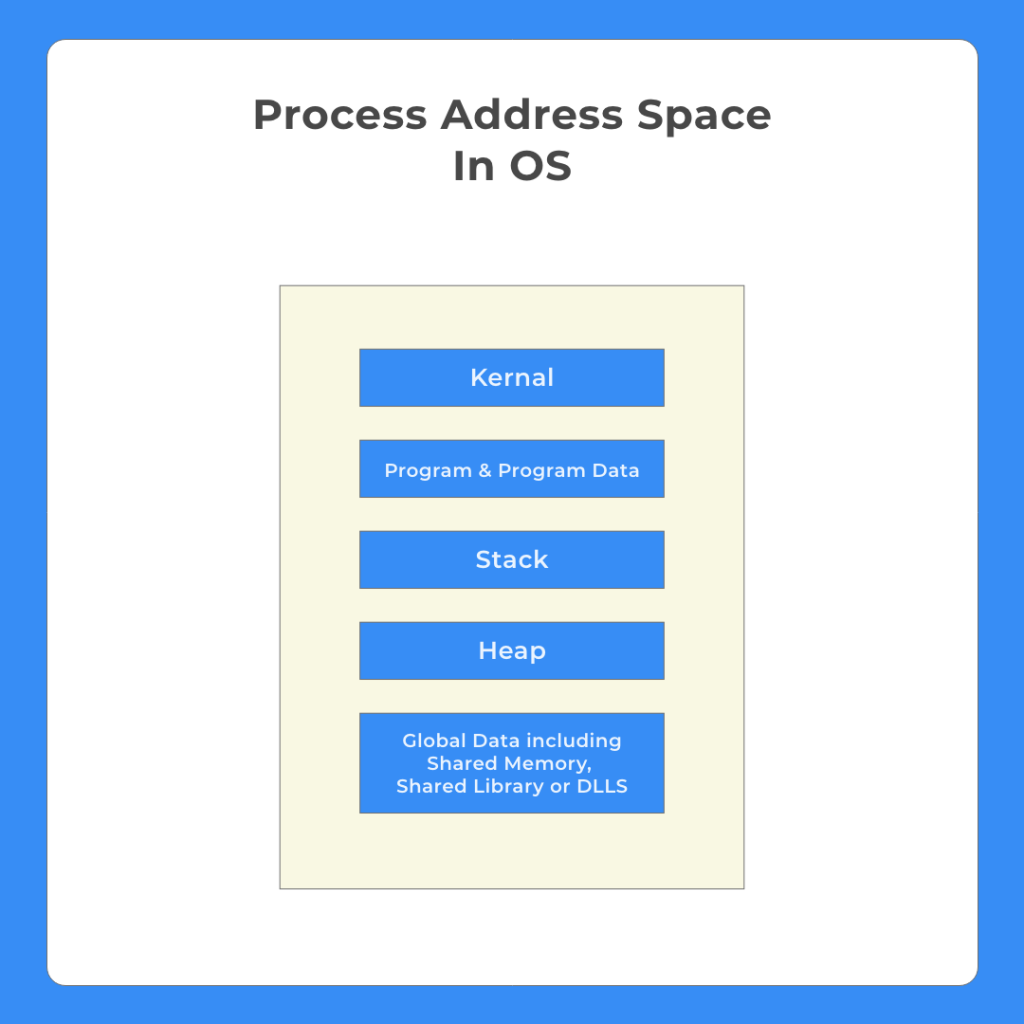 Process Address Space
In OS
Kernal
Program & Program Data
Stack
Heap
Global Data including
Shared Memory,
Shared Library or DLLS